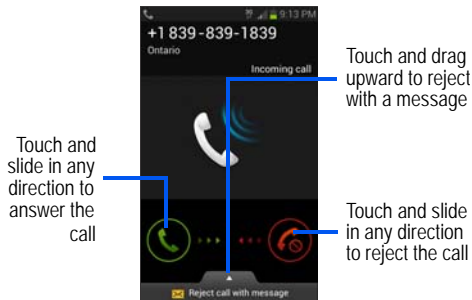 9:13 PM
+1 839-839-1839
Ontario
Incoming call
Touch and drag
upward to reject
with a message
Touch and
slide in any
direction to
answer the
call
Touch and slide
in any direction
to reject the call
Reject call with message